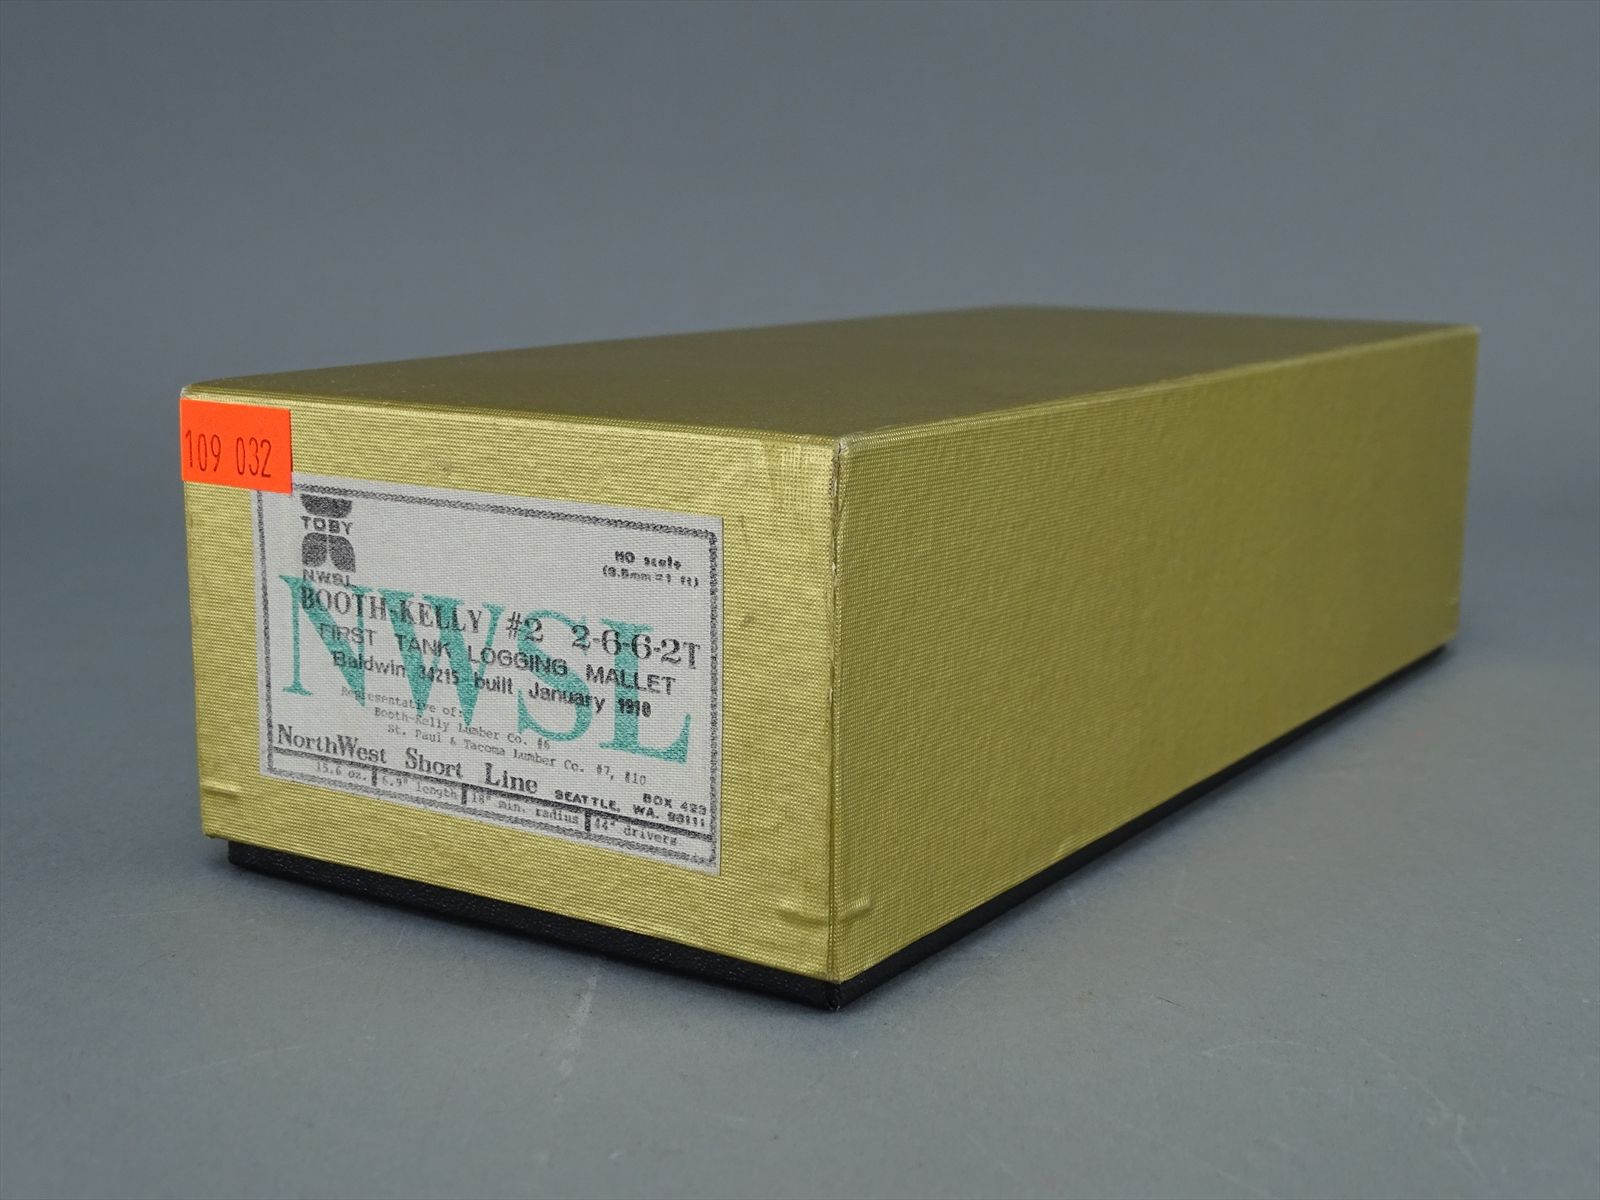 109 032
TOBY
NWSL
HO scale
(3.5mm=1 ft)
NWSL
BOOTH-KELLY #2 2-6-6-2T
FIRST TANK LOGGING MALLET
Baldwin 34215 built January 1910
Representative of:
Booth-Kelly Lumber Co. #6
St. Paul & Tacoma Lumber Co. #7, #10
NorthWest Short Line
BOX 423
SEATTLE, WA. 98111
15.6 oz. 6.9" length 18" min. radius 44" drivers